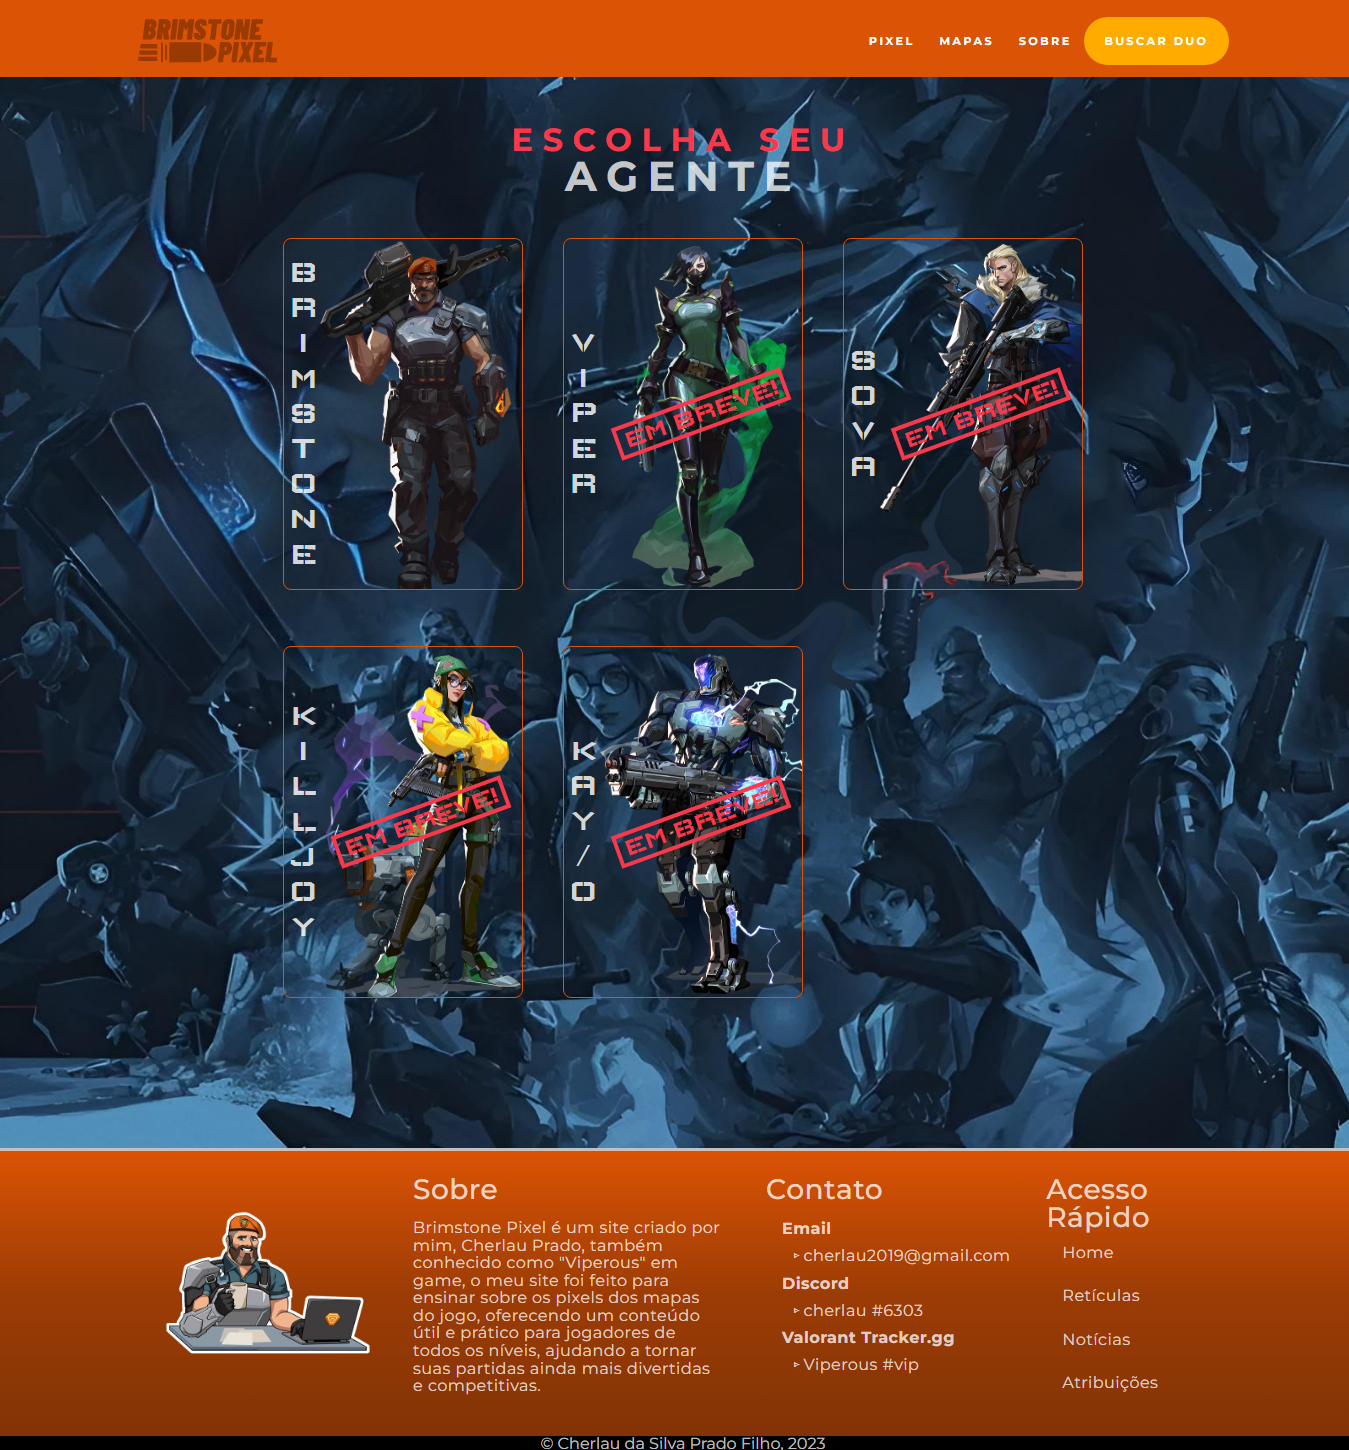 BRIMSTONE
PIXEL
PIXEL MAPAS SOBRE BUSCAR DUO
ESCOLHA SEU
AGENTE
BRIMSTONE
VIPER
EM BREVE!
SOVA
EM BREVE!
KILLJOY
EM BREVE!
KAY/O
EM BREVE!
Sobre
Brimstone Pixel é um site criado por
mim, Cherlau Prado, também
conhecido como "Viperous" em
game, o meu site foi feito para
ensinar sobre os pixels dos mapas
do jogo, oferecendo um conteúdo
útil e prático para jogadores de
todos os níveis, ajudando a tornar
suas partidas ainda mais divertidas
e competitivas.
Contato
Email
cherlau2019@gmail.com
Discord
cherlau #6303
Valorant Tracker.gg
Viperous #vip
Acesso
Rápido
Home
Retículas
Notícias
Atribuições
© Cherlau da Silva Prado Filho, 2023